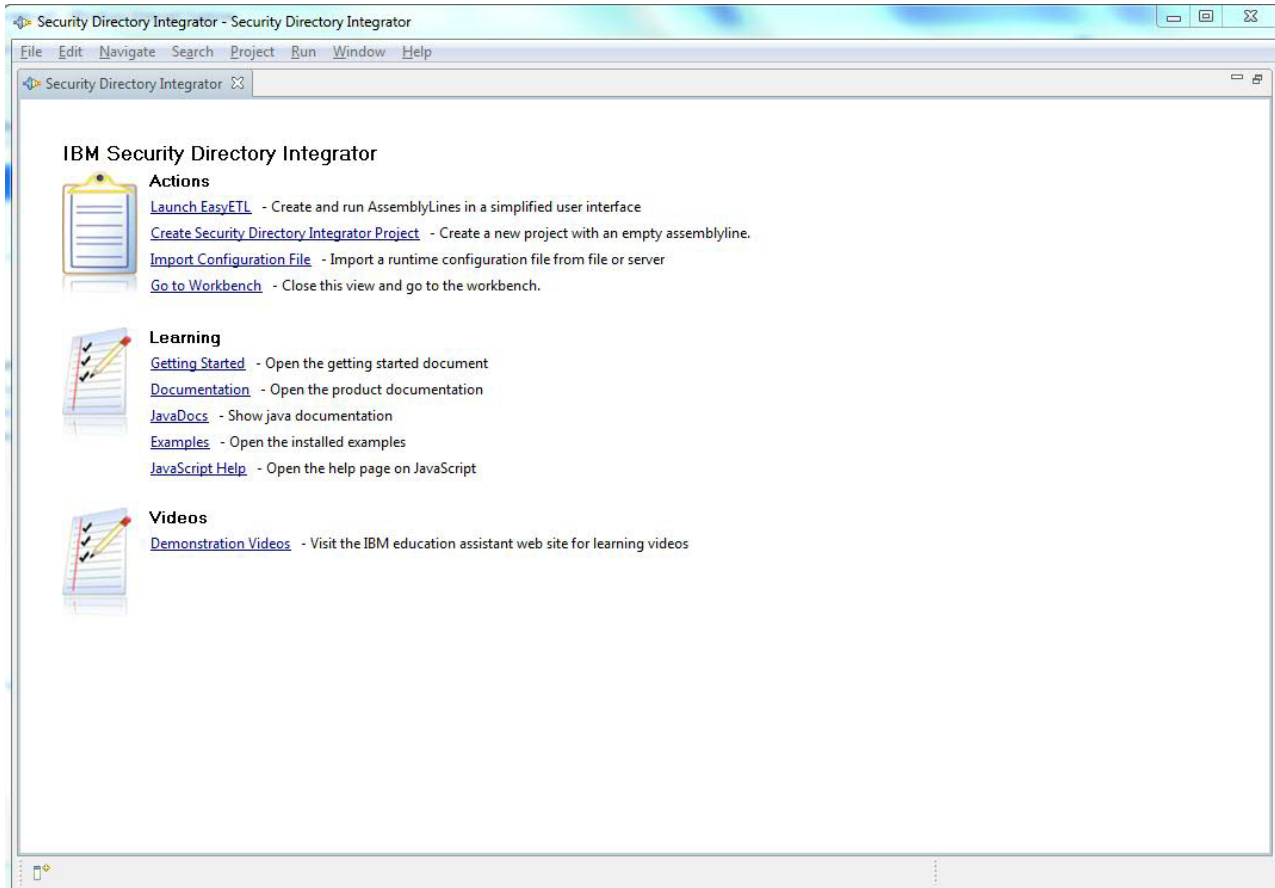 Security Directory Integrator - Security Directory Integrator
File Edit Navigate Search Project Run Window Help
Security Directory Integrator
IBM Security Directory Integrator
Actions
Launch EasyETL - Create and run AssemblyLines in a simplified user interface
Create Security Directory Integrator Project - Create a new project with an empty assemblyline.
Import Configuration File - Import a runtime configuration file from file or server
Go to Workbench - Close this view and go to the workbench.
Learning
Getting Started - Open the getting started document
Documentation - Open the product documentation
JavaDocs - Show java documentation
Examples - Open the installed examples
JavaScript Help - Open the help page on JavaScript
Videos
Demonstration Videos - Visit the IBM education assistant web site for learning videos